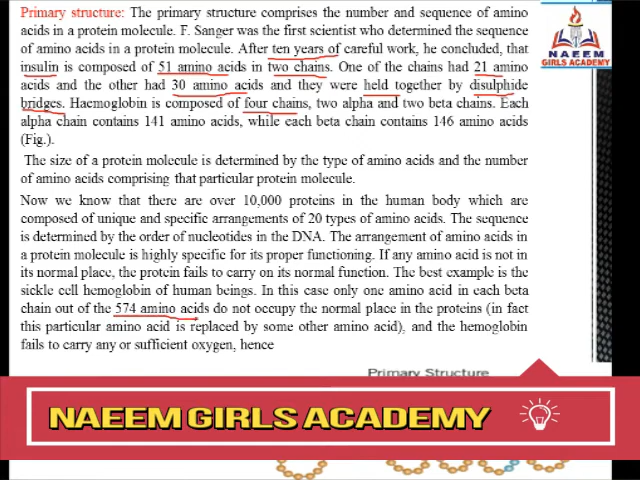 Primary structure: The primary structure comprises the number and sequence of amino
acids in a protein molecule. F. Sanger was the first scientist who determined the sequence
of amino acids in a protein molecule. After ten years of careful work, he concluded, that
insulin is composed of 51 amino acids in two chains. One of the chains had 21 amino
acids and the other had 30 amino acids and they were held together by disulphide
bridges. Haemoglobin is composed of four chains, two alpha and two beta chains. Each
alpha chain contains 141 amino acids, while each beta chain contains 146 amino acids
(Fig.).
The size of a protein molecule is determined by the type of amino acids and the number
of amino acids comprising that particular protein molecule.
Now we know that there are over 10,000 proteins in the human body which are
composed of unique and specific arrangements of 20 types of amino acids. The sequence
is determined by the order of nucleotides in the DNA. The arrangement of amino acids in
a protein molecule is highly specific for its proper functioning. If any amino acid is not in
its normal place, the protein fails to carry on its normal function. The best example is the
sickle cell hemoglobin of human beings. In this case only one amino acid in each beta
chain out of the 574 amino acids do not occupy the normal place in the proteins (in fact
this particular amino acid is replaced by some other amino acid), and the hemoglobin
fails to carry any or sufficient oxygen, hence
NAEEM
GIRLS ACADEMY
Primary Structure
NAEEM GIRLS ACADEMY